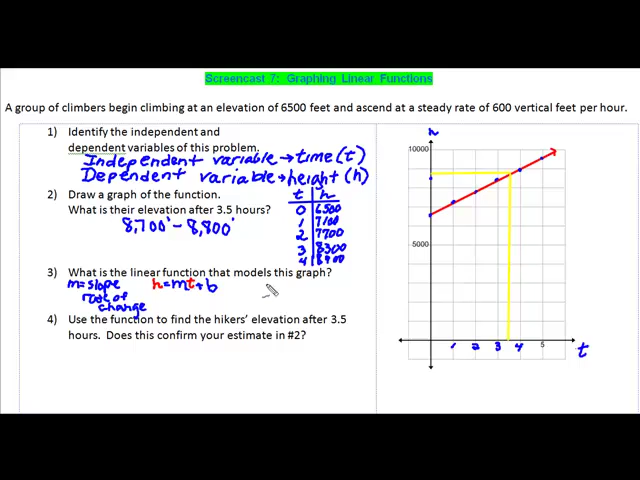 Screencast 7: Graphing Linear Functions
A group of climbers begin climbing at an elevation of 6500 feet and ascend at a steady rate of 600 vertical feet per hour.
1) Identify the independent and
dependent variables of this problem.
Independent variable → time (t)
Dependent variable → height (h)
2) Draw a graph of the function.
What is their elevation after 3.5 hours?
8,700' - 8,800'
t h
0 6500
1 7100
2 7700
3 8300
4 8900
3) What is the linear function that models this graph?
m=slope h=mt+b
rate of
change
4) Use the function to find the hikers' elevation after 3.5
hours. Does this confirm your estimate in #2?
h
10000
5000
1 2 3 4 5
t